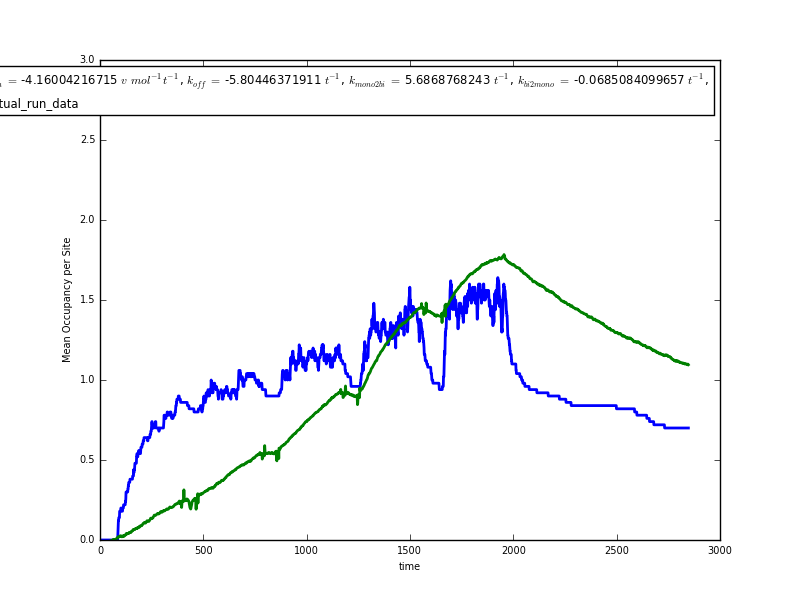 3.0
= -4.16004216715 v mol⁻¹t⁻¹, k_off = -5.80446371911 t⁻¹, k_mono2bi = 5.6868768243 t⁻¹, k_bi2mono = -0.0685084099657 t⁻¹,
tual_run_data
2.5
2.0
1.5
1.0
0.5
0.0
Mean Occupancy per Site
0 500 1000 1500 2000 2500 3000
time